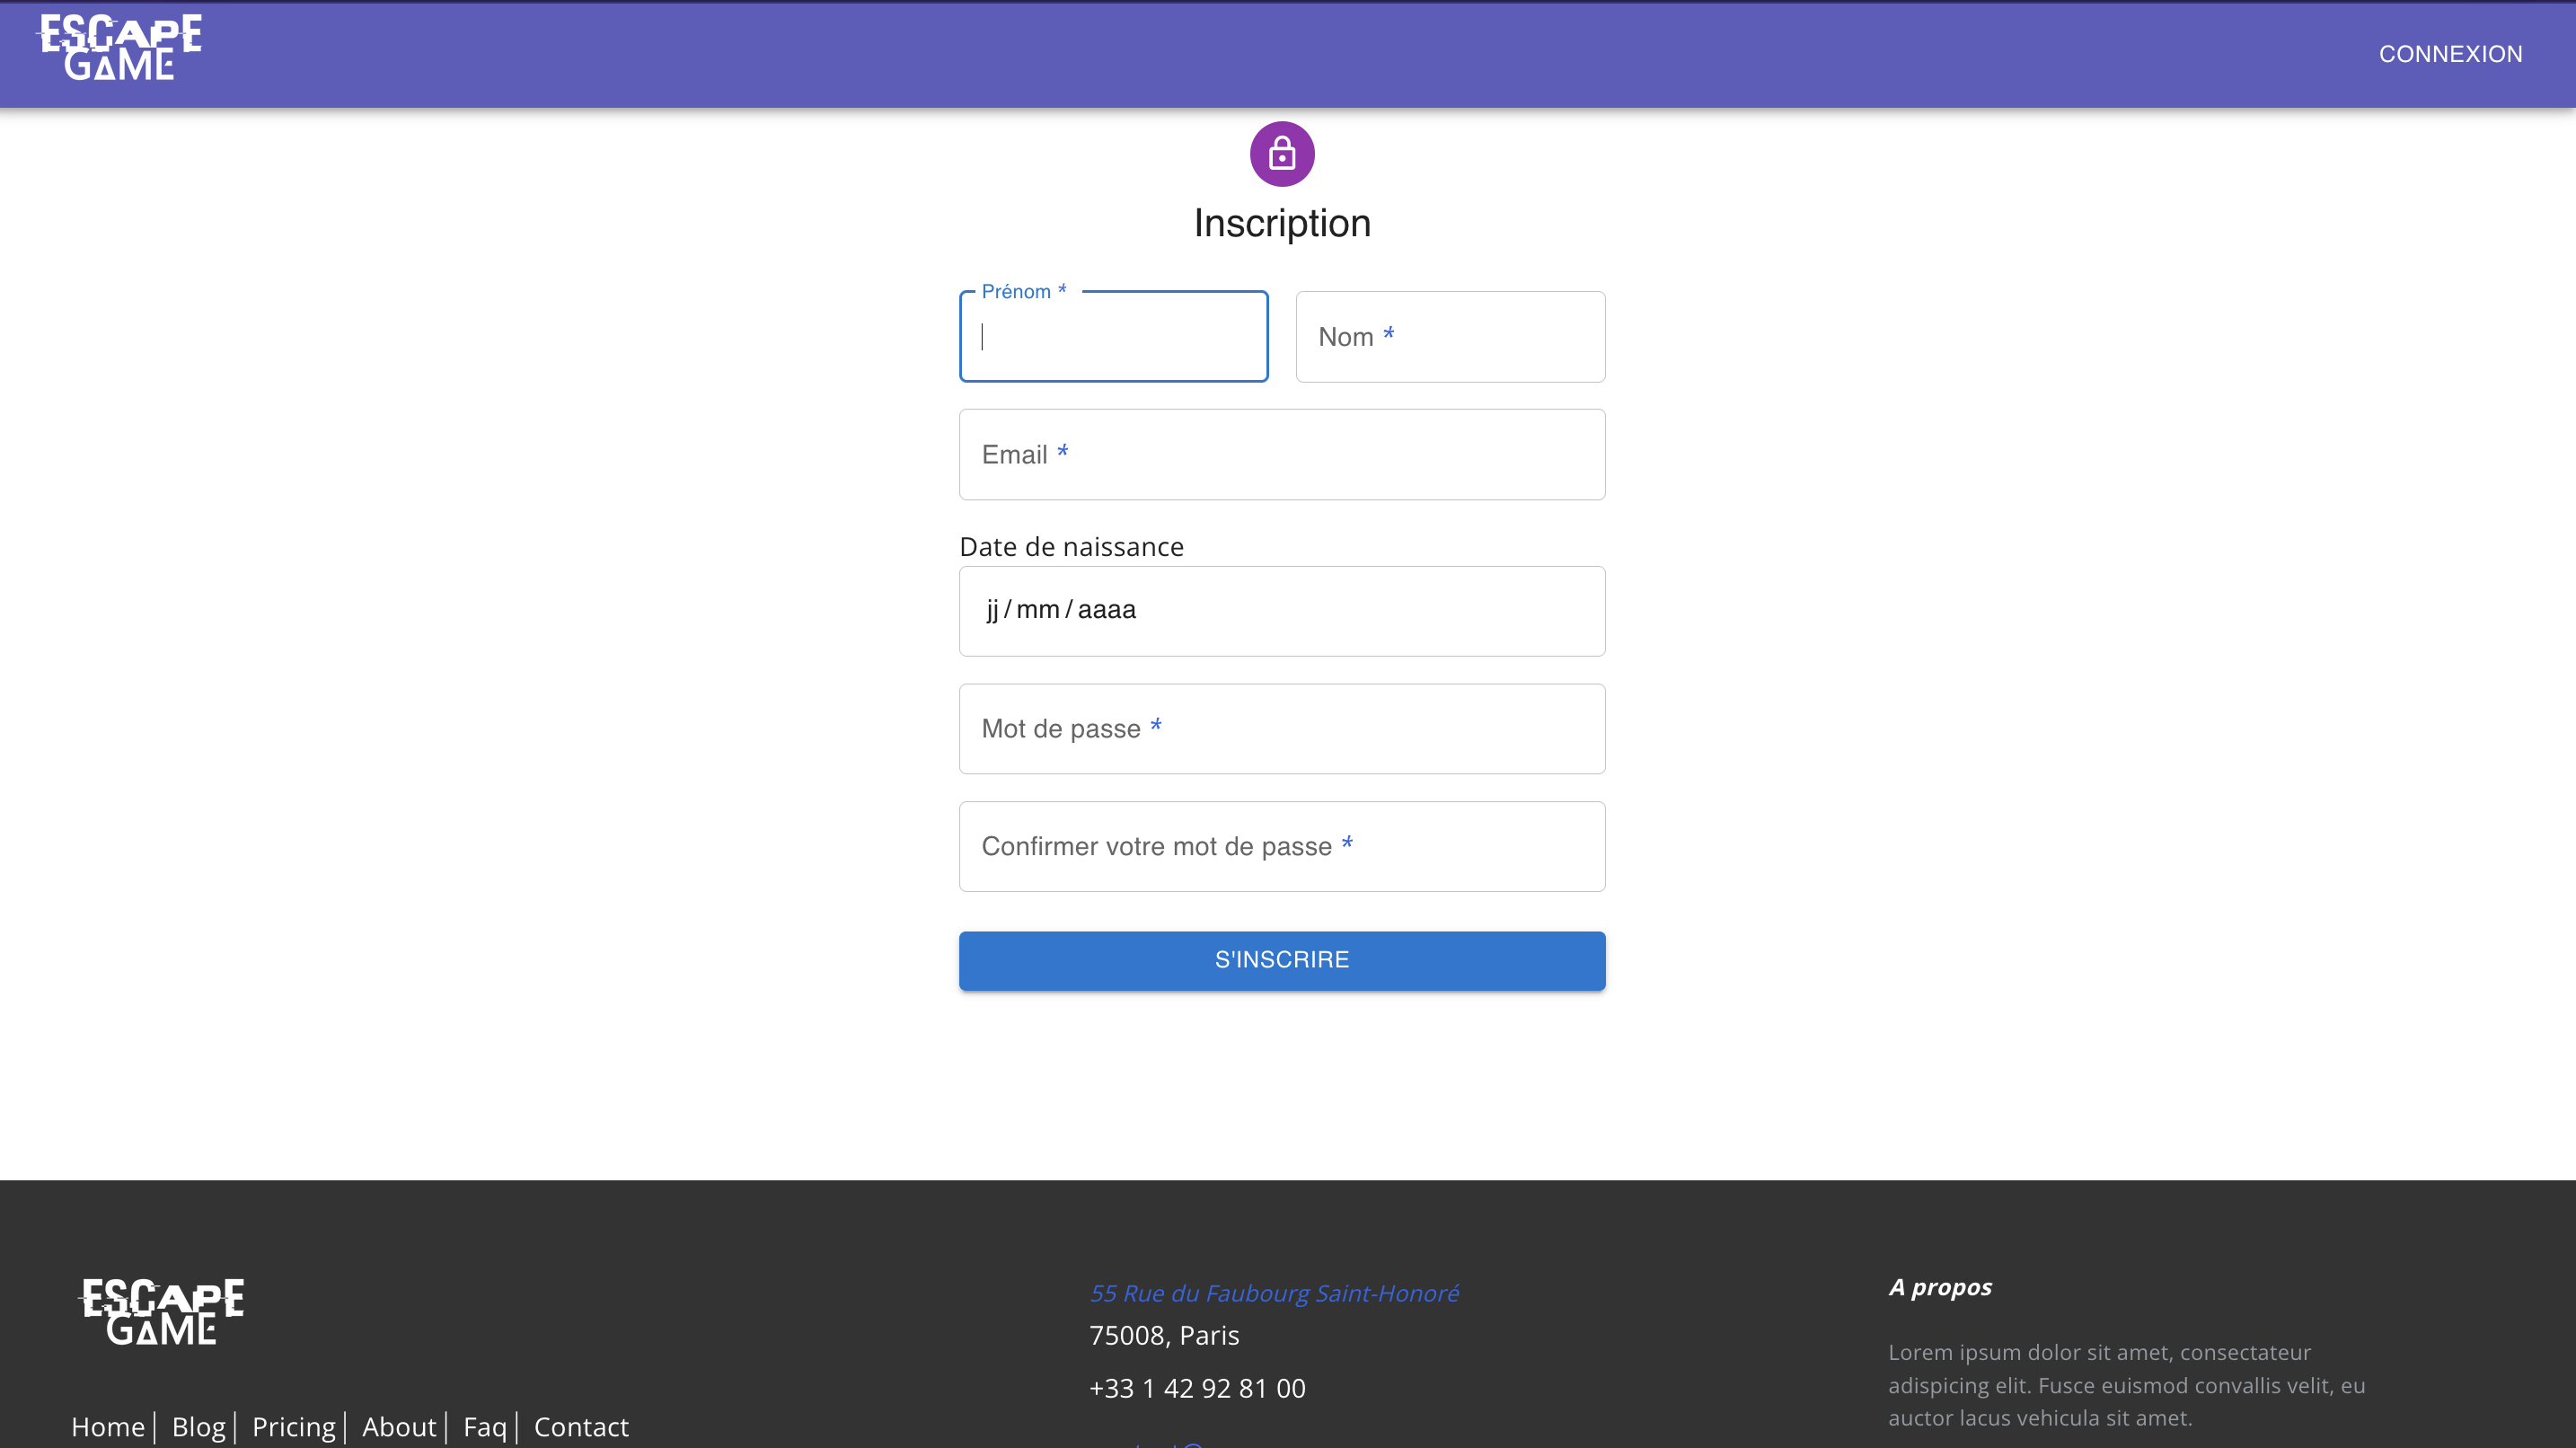 ESCAPE
GAME
CONNEXION
Inscription
Prénom *
Nom *
Email *
Date de naissance
jj / mm / aaaa
Mot de passe *
Confirmer votre mot de passe *
S'INSCRIRE
ESCAPE
GAME
Home | Blog | Pricing | About | Faq | Contact
55 Rue du Faubourg Saint-Honoré
75008, Paris
+33 1 42 92 81 00
A propos
Lorem ipsum dolor sit amet, consectateur
adispicing elit. Fusce euismod convallis velit, eu
auctor lacus vehicula sit amet.